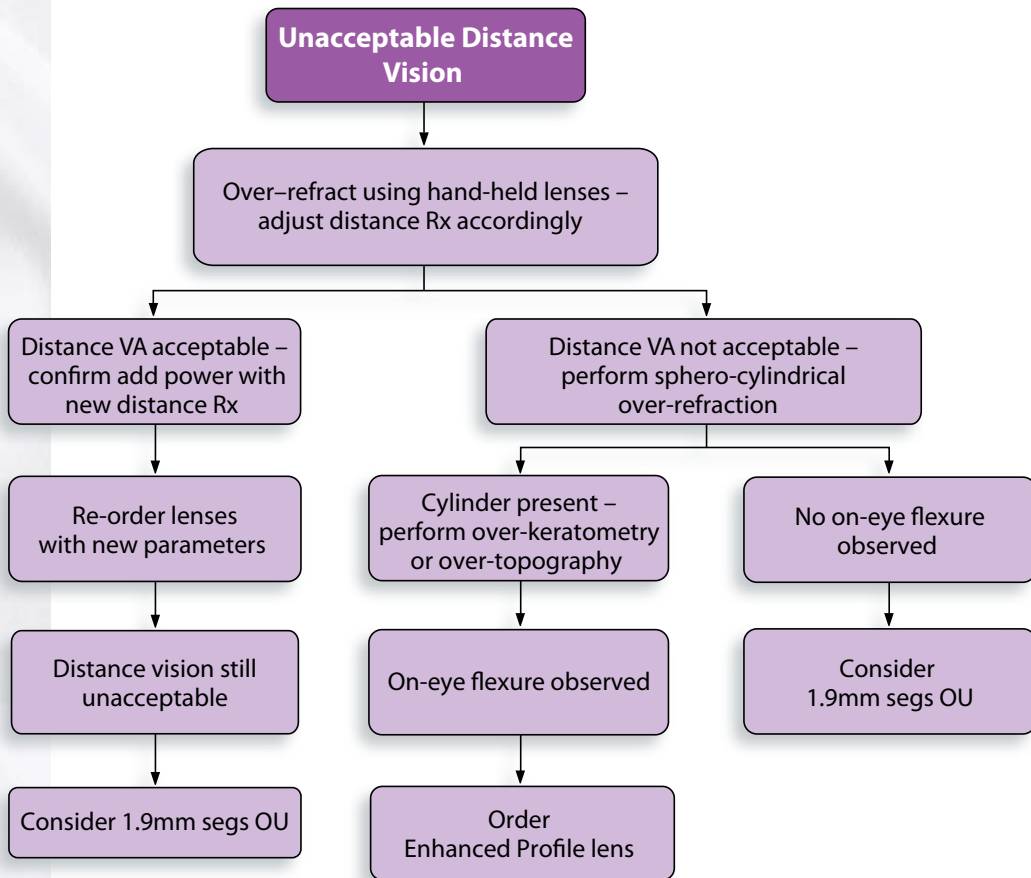 Unacceptable Distance
Vision
Over–refract using hand-held lenses –
adjust distance Rx accordingly
Distance VA acceptable –
confirm add power with
new distance Rx
Distance VA not acceptable –
perform sphero-cylindrical
over-refraction
Re-order lenses
with new parameters
Cylinder present –
perform over-keratometry
or over-topography
No on-eye flexure
observed
Distance vision still
unacceptable
On-eye flexure observed
Consider
1.9mm segs OU
Consider 1.9mm segs OU
Order
Enhanced Profile lens